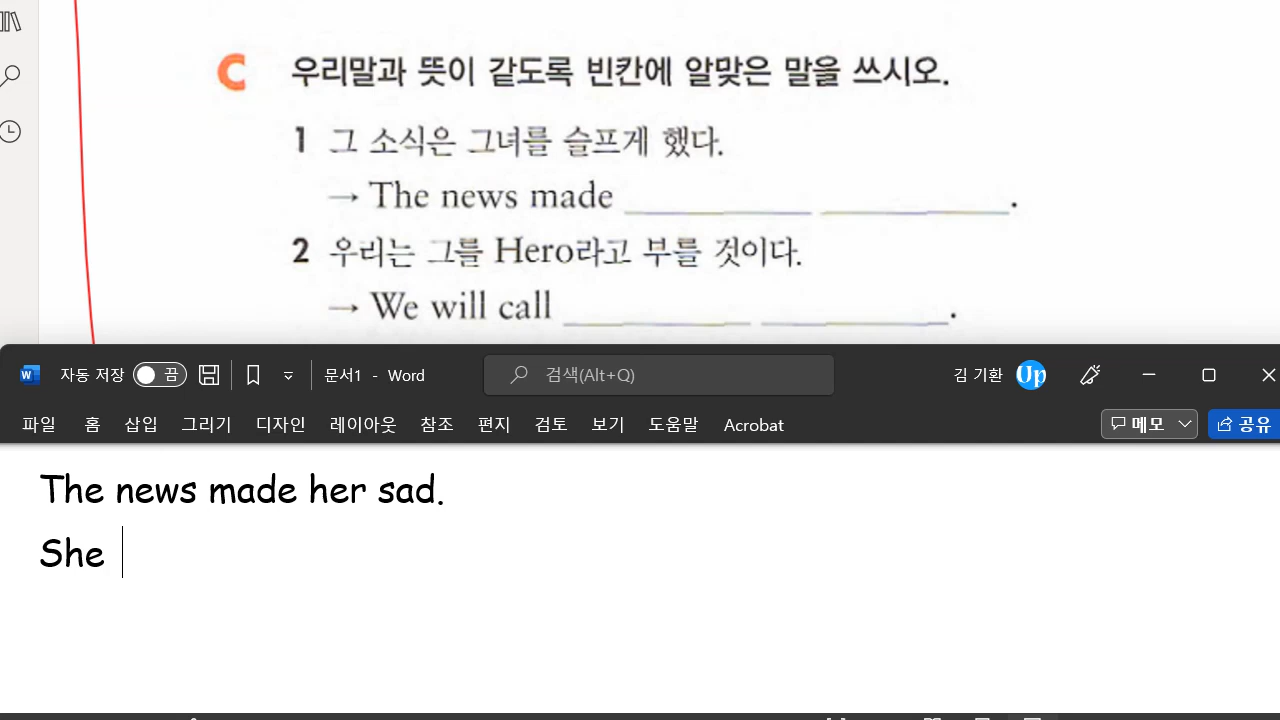 C 우리말과 뜻이 같도록 빈칸에 알맞은 말을 쓰시오.
1 그 소식은 그녀를 슬프게 했다.
→ The news made __________ __________.
2 우리는 그를 Hero라고 부를 것이다.
→ We will call __________ __________.
자동 저장 끔 문서1 - Word 검색(Alt+Q) 김 기환 Up
파일 홈 삽입 그리기 디자인 레이아웃 참조 편지 검토 보기 도움말 Acrobat 메모 공유
The news made her sad.
She